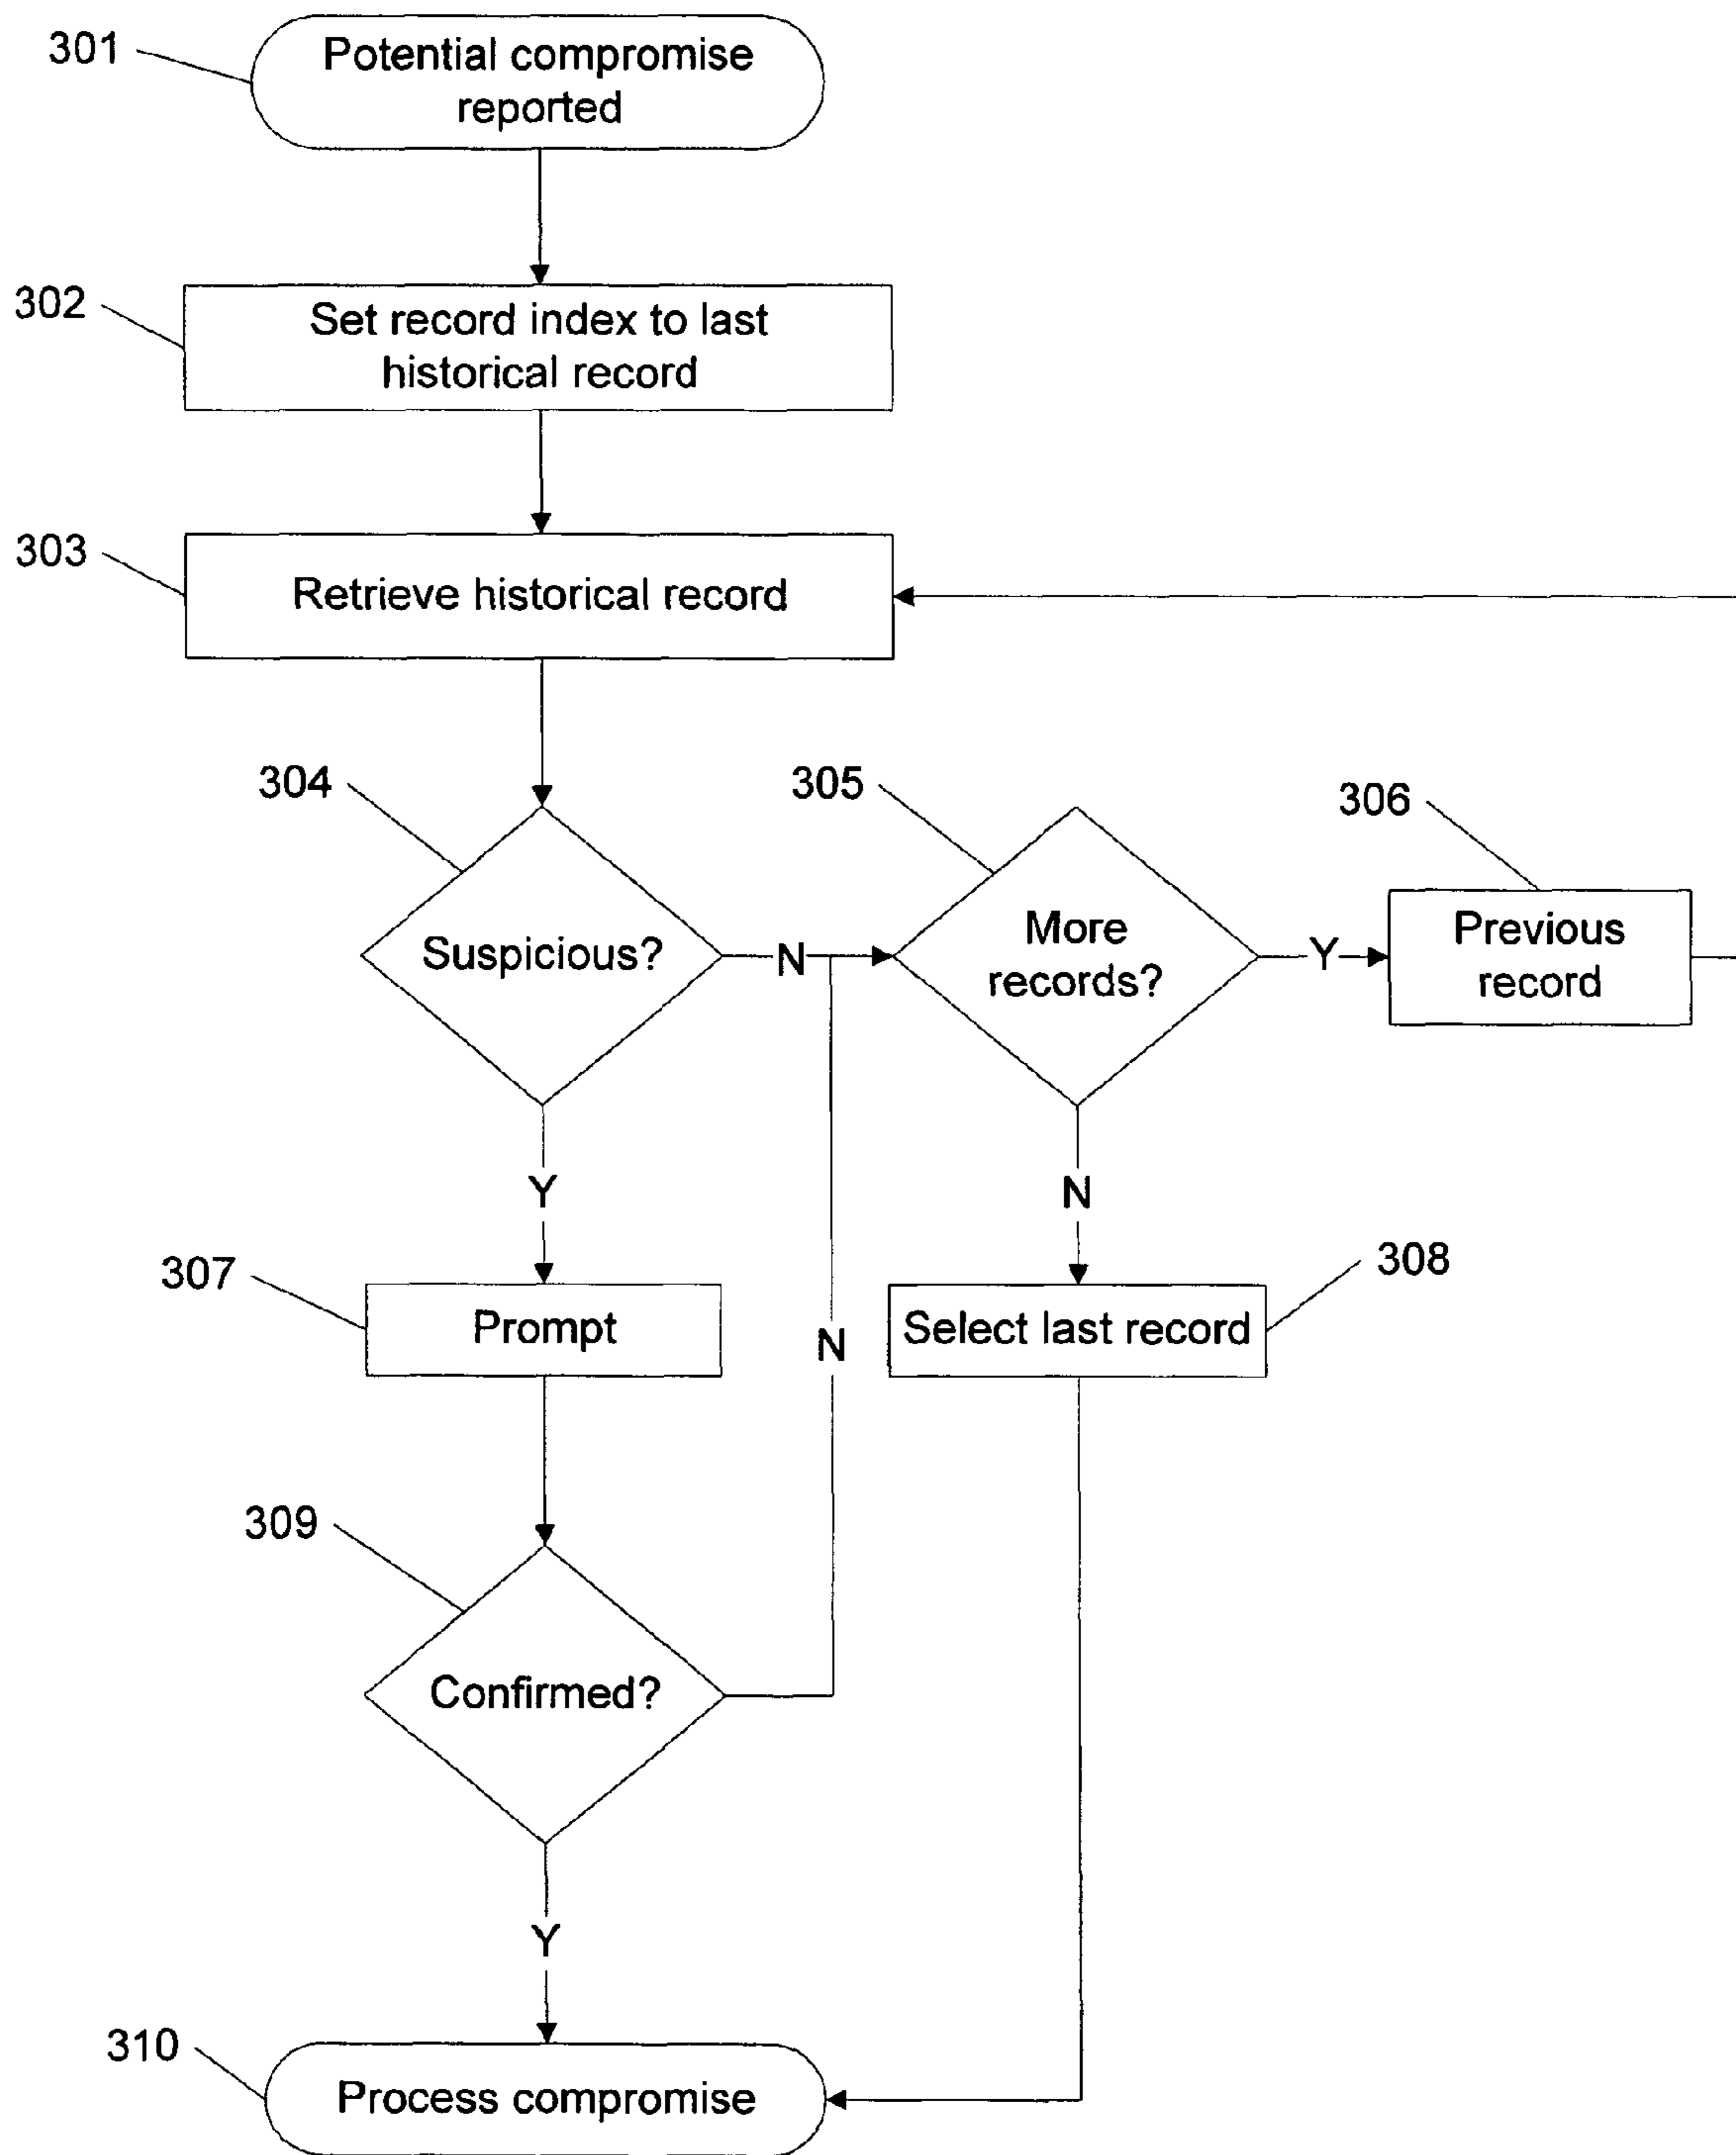 301
Potential compromise
reported
302
Set record index to last
historical record
303
Retrieve historical record
304
305
306
Suspicious?
N
More
records?
Y
Previous
record
Y
N
307
308
Prompt
N
Select last record
309
Confirmed?
Y
310
Process compromise